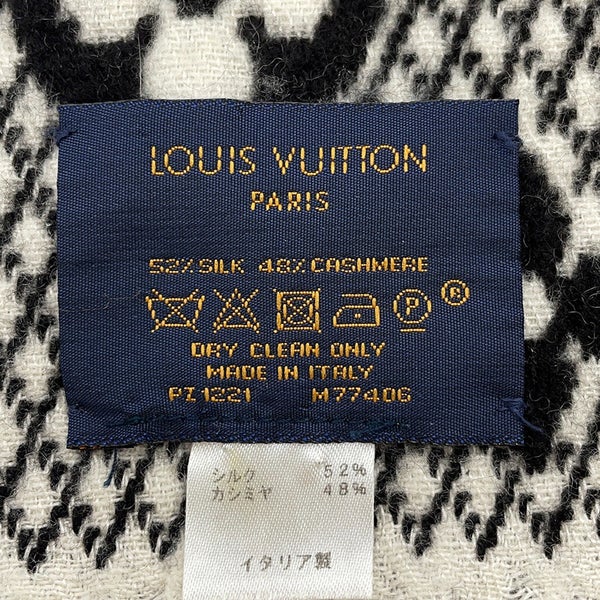 LOUIS VUITTON
PARIS
52% SILK 48% CASHMERE
P ®
DRY CLEAN ONLY
MADE IN ITALY
PZ1221 M77406
シルク 52%
カシミヤ 48%
イタリア製